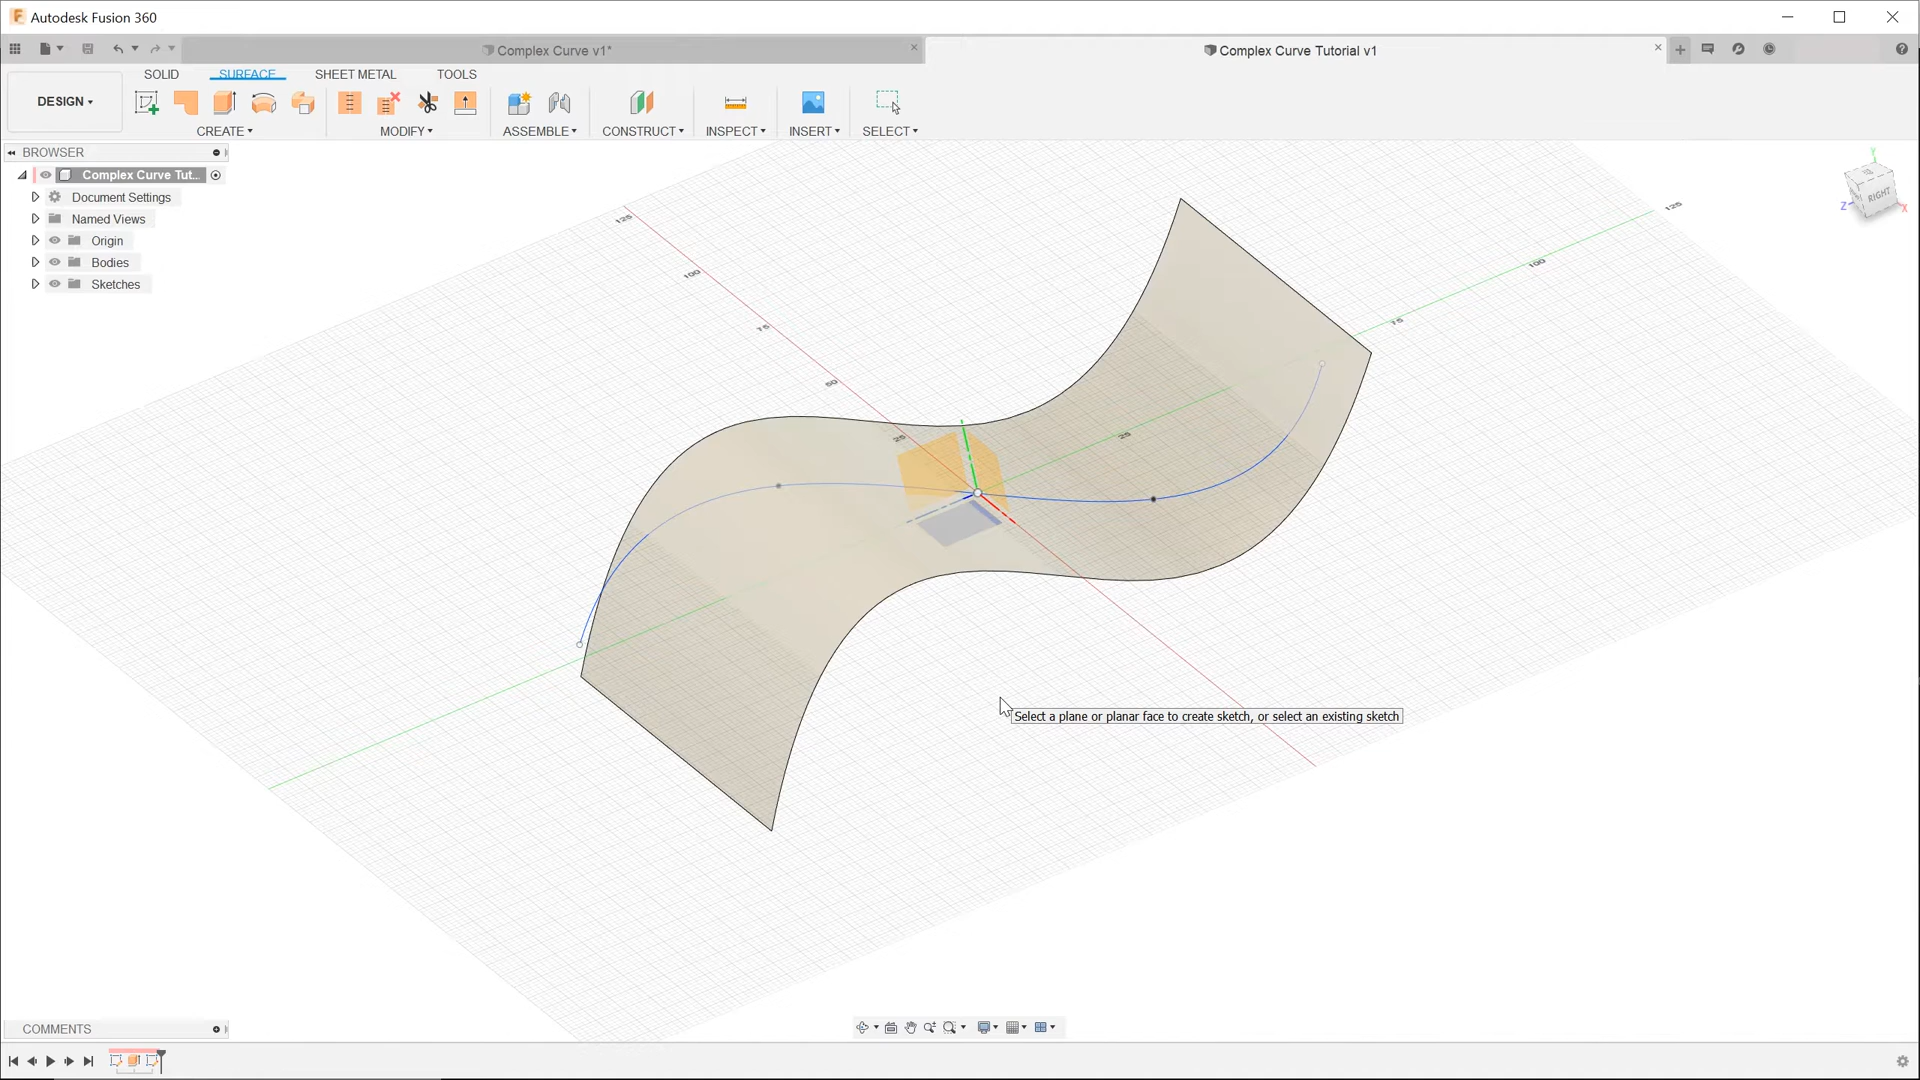 Autodesk Fusion 360
Complex Curve v1*
Complex Curve Tutorial v1
SOLID
SURFACE
SHEET METAL
TOOLS
DESIGN
CREATE
MODIFY
ASSEMBLE
CONSTRUCT
INSPECT
INSERT
SELECT
BROWSER
Complex Curve Tut...
Document Settings
Named Views
Origin
Bodies
Sketches
125
100
75
50
25
25
75
100
125
Y
Z
X
RIGHT
Select a plane or planar face to create sketch, or select an existing sketch
COMMENTS